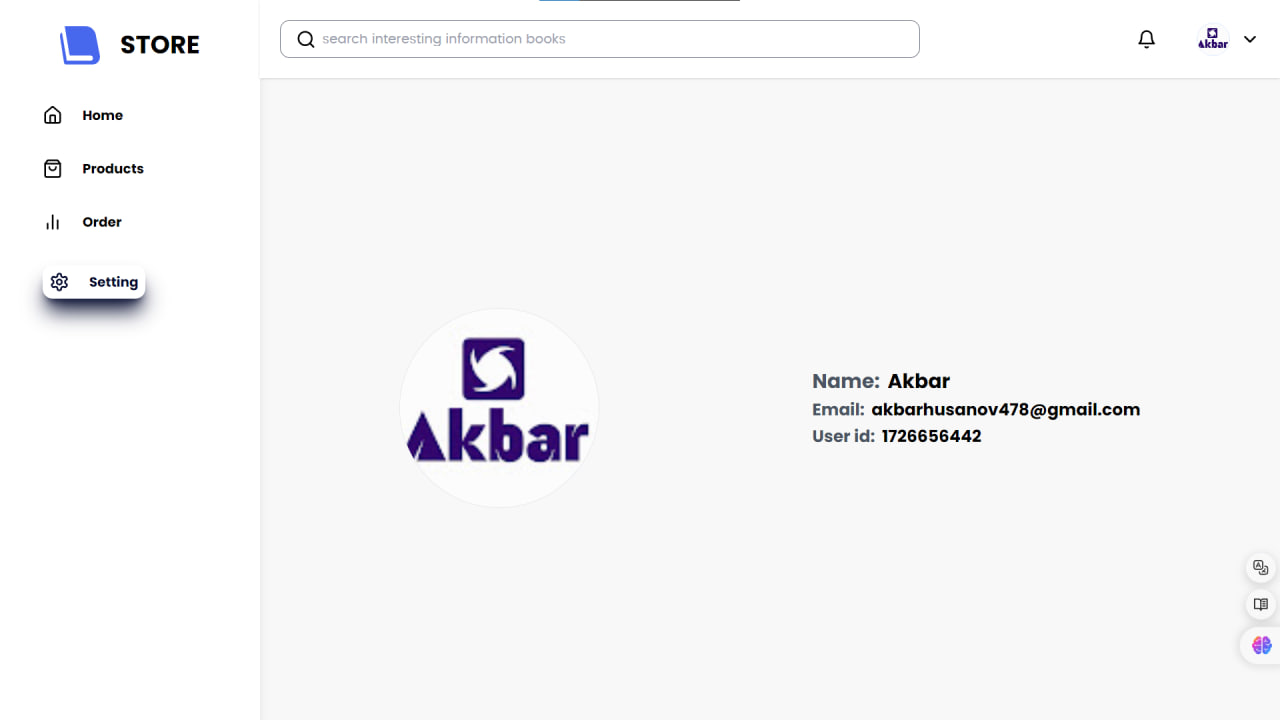 STORE
search interesting information books
Akbar
Home
Products
Order
Setting
Akbar
Name: Akbar
Email: akbarhusanov478@gmail.com
User id: 1726656442